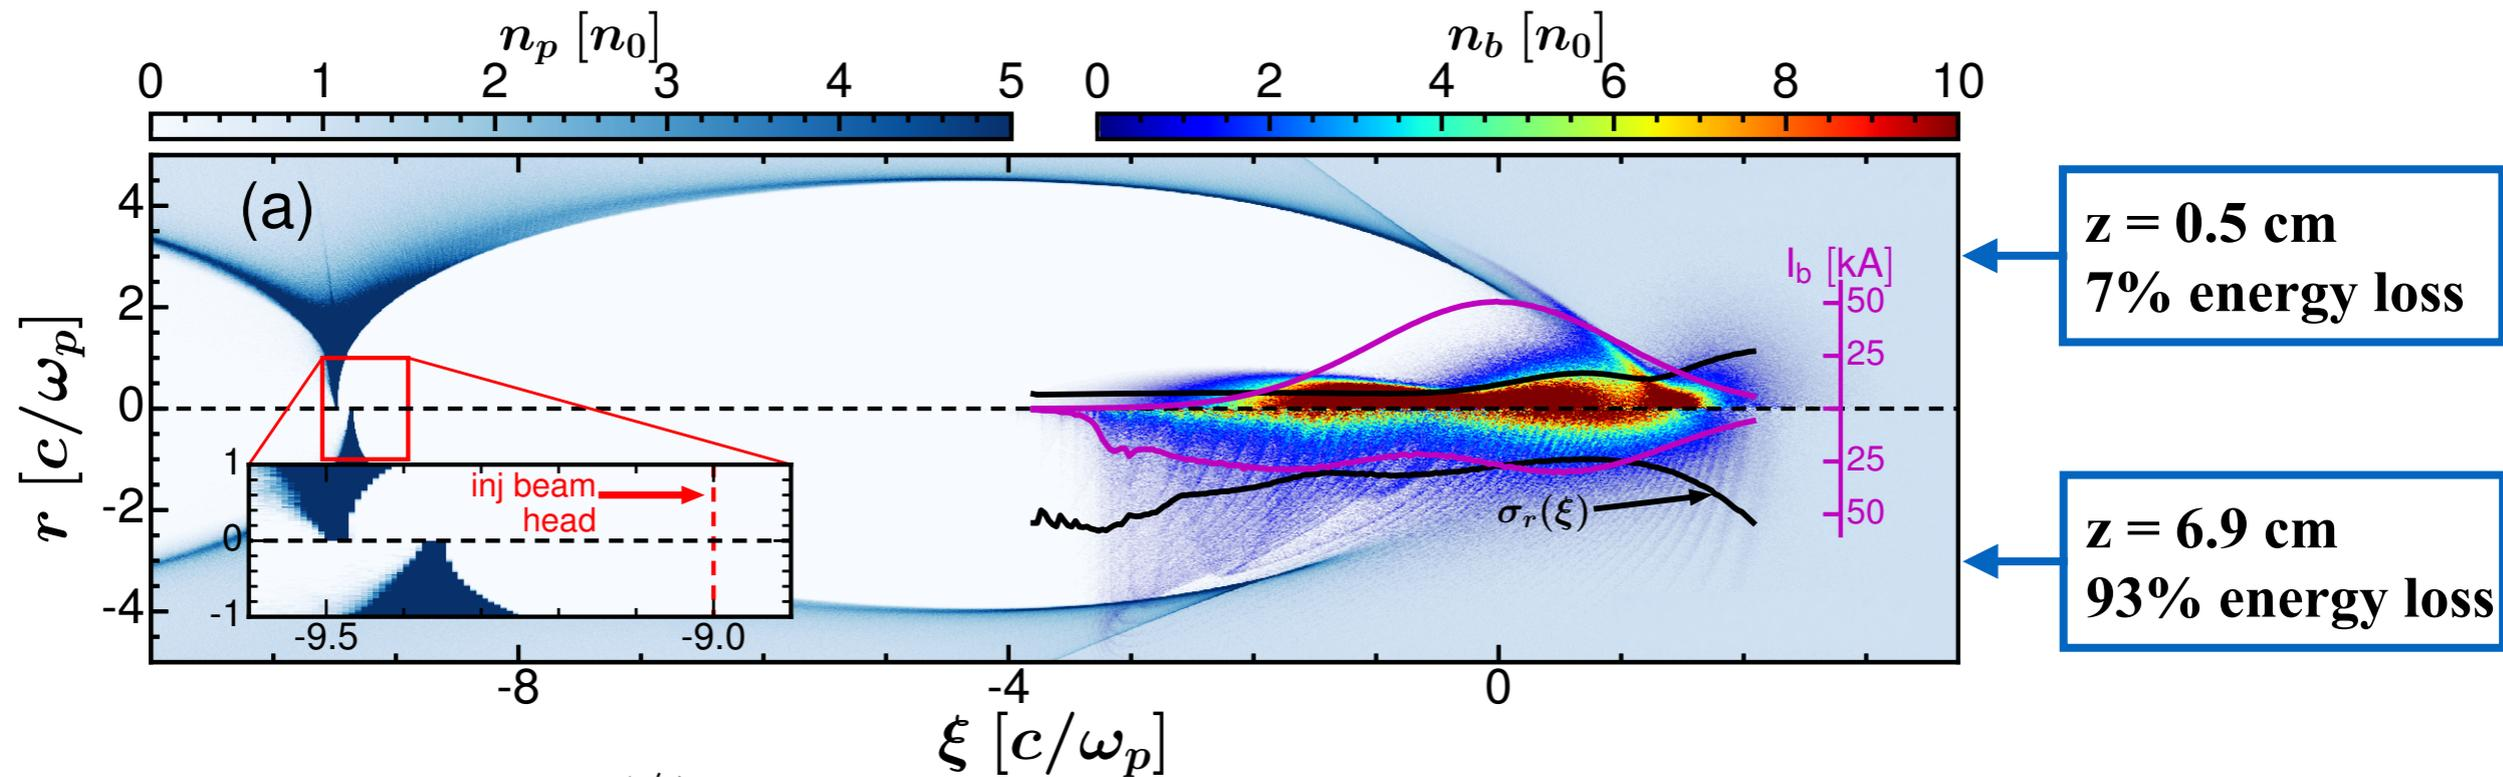 n_p [n_0]
n_b [n_0]
0 1 2 3 4 5
0 2 4 6 8 10
(a)
r [c/ω_p]
4
2
0
-2
-4
I_b [kA]
50
25
25
50
σ_r(ξ)
inj beam
head
1
0
-1
-9.5 -9.0
-8 -4 0
ξ [c/ω_p]
z = 0.5 cm
7% energy loss
z = 6.9 cm
93% energy loss